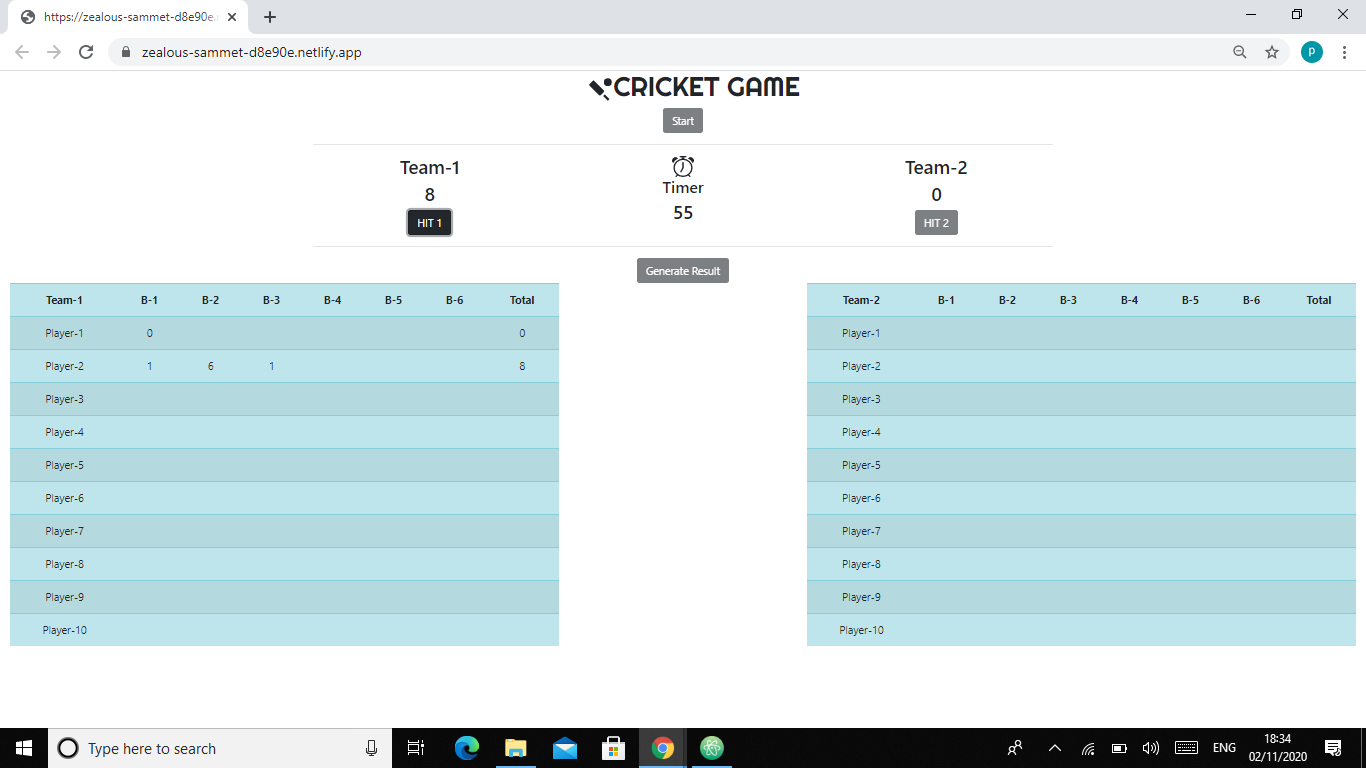 https://zealous-sammet-d8e90e.
zealous-sammet-d8e90e.netlify.app
P
CRICKET GAME
Start
Team-1 Team-2
Timer
8 55 0
HIT 1 HIT 2
Generate Result
Team-1 B-1 B-2 B-3 B-4 B-5 B-6 Total
Player-1 0 0
Player-2 1 6 1 8
Player-3
Player-4
Player-5
Player-6
Player-7
Player-8
Player-9
Player-10
Team-2 B-1 B-2 B-3 B-4 B-5 B-6 Total
Player-1
Player-2
Player-3
Player-4
Player-5
Player-6
Player-7
Player-8
Player-9
Player-10
Type here to search
ENG
18:34
02/11/2020